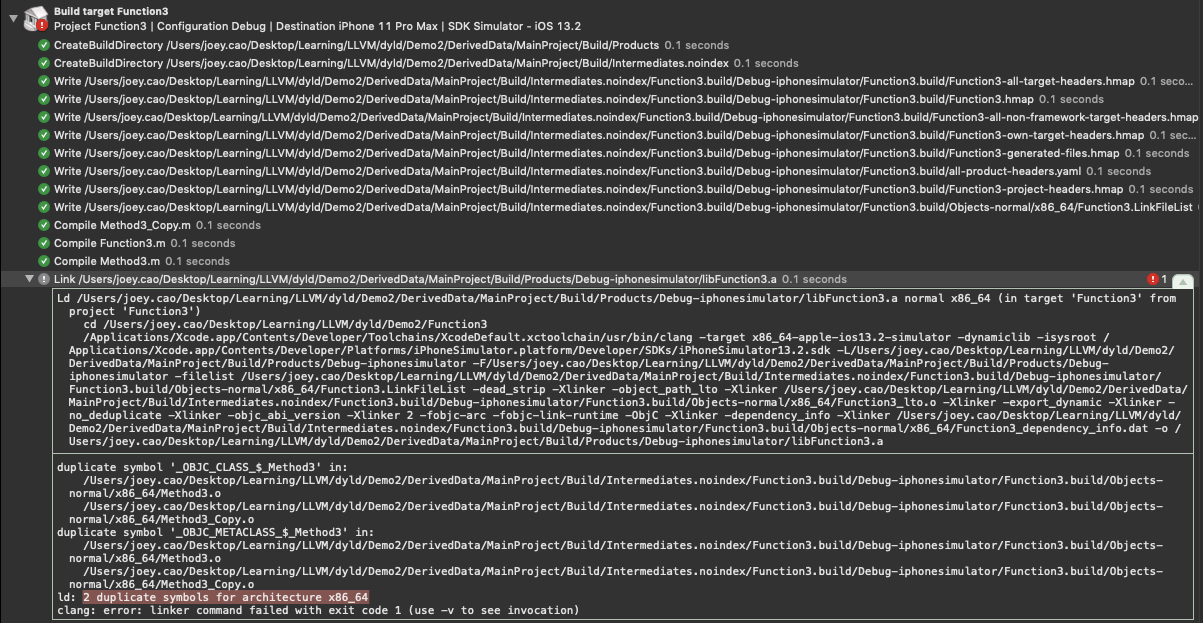 Build target Function3
Project Function3 | Configuration Debug | Destination iPhone 11 Pro Max | SDK Simulator - iOS 13.2
CreateBuildDirectory /Users/joey.cao/Desktop/Learning/LLVM/dyld/Demo2/DerivedData/MainProject/Build/Products 0.1 seconds
CreateBuildDirectory /Users/joey.cao/Desktop/Learning/LLVM/dyld/Demo2/DerivedData/MainProject/Build/Intermediates.noindex 0.1 seconds
Write /Users/joey.cao/Desktop/Learning/LLVM/dyld/Demo2/DerivedData/MainProject/Build/Intermediates.noindex/Function3.build/Debug-iphonesimulator/Function3.build/Function3-all-target-headers.hmap 0.1 seco...
Write /Users/joey.cao/Desktop/Learning/LLVM/dyld/Demo2/DerivedData/MainProject/Build/Intermediates.noindex/Function3.build/Debug-iphonesimulator/Function3.build/Function3.hmap 0.1 seconds
Write /Users/joey.cao/Desktop/Learning/LLVM/dyld/Demo2/DerivedData/MainProject/Build/Intermediates.noindex/Function3.build/Debug-iphonesimulator/Function3.build/Function3-all-non-framework-target-headers.hmap
Write /Users/joey.cao/Desktop/Learning/LLVM/dyld/Demo2/DerivedData/MainProject/Build/Intermediates.noindex/Function3.build/Debug-iphonesimulator/Function3.build/Function3-own-target-headers.hmap 0.1 sec...
Write /Users/joey.cao/Desktop/Learning/LLVM/dyld/Demo2/DerivedData/MainProject/Build/Intermediates.noindex/Function3.build/Debug-iphonesimulator/Function3.build/Function3-generated-files.hmap 0.1 seconds
Write /Users/joey.cao/Desktop/Learning/LLVM/dyld/Demo2/DerivedData/MainProject/Build/Intermediates.noindex/Function3.build/Debug-iphonesimulator/Function3.build/all-product-headers.yaml 0.1 seconds
Write /Users/joey.cao/Desktop/Learning/LLVM/dyld/Demo2/DerivedData/MainProject/Build/Intermediates.noindex/Function3.build/Debug-iphonesimulator/Function3.build/Function3-project-headers.hmap 0.1 seconds
Write /Users/joey.cao/Desktop/Learning/LLVM/dyld/Demo2/DerivedData/MainProject/Build/Intermediates.noindex/Function3.build/Debug-iphonesimulator/Function3.build/Objects-normal/x86_64/Function3.LinkFileList
Compile Method3_Copy.m 0.1 seconds
Compile Function3.m 0.1 seconds
Compile Method3.m 0.1 seconds
Link /Users/joey.cao/Desktop/Learning/LLVM/dyld/Demo2/DerivedData/MainProject/Build/Products/Debug-iphonesimulator/libFunction3.a 0.1 seconds 1
Ld /Users/joey.cao/Desktop/Learning/LLVM/dyld/Demo2/DerivedData/MainProject/Build/Products/Debug-iphonesimulator/libFunction3.a normal x86_64 (in target 'Function3' from
project 'Function3')
cd /Users/joey.cao/Desktop/Learning/LLVM/dyld/Demo2/Function3
/Applications/Xcode.app/Contents/Developer/Toolchains/XcodeDefault.xctoolchain/usr/bin/clang -target x86_64-apple-ios13.2-simulator -dynamiclib -isysroot /
Applications/Xcode.app/Contents/Developer/Platforms/iPhoneSimulator.platform/Developer/SDKs/iPhoneSimulator13.2.sdk -L/Users/joey.cao/Desktop/Learning/LLVM/dyld/Demo2/
DerivedData/MainProject/Build/Products/Debug-iphonesimulator -F/Users/joey.cao/Desktop/Learning/LLVM/dyld/Demo2/DerivedData/MainProject/Build/Products/Debug-
iphonesimulator -filelist /Users/joey.cao/Desktop/Learning/LLVM/dyld/Demo2/DerivedData/MainProject/Build/Intermediates.noindex/Function3.build/Debug-iphonesimulator/
Function3.build/Objects-normal/x86_64/Function3.LinkFileList -dead_strip -Xlinker -object_path_lto -Xlinker /Users/joey.cao/Desktop/Learning/LLVM/dyld/Demo2/DerivedData/
MainProject/Build/Intermediates.noindex/Function3.build/Debug-iphonesimulator/Function3.build/Objects-normal/x86_64/Function3_lto.o -Xlinker -export_dynamic -Xlinker -
no_deduplicate -Xlinker -objc_abi_version -Xlinker 2 -fobjc-arc -fobjc-link-runtime -ObjC -Xlinker -dependency_info -Xlinker /Users/joey.cao/Desktop/Learning/LLVM/dyld/
Demo2/DerivedData/MainProject/Build/Intermediates.noindex/Function3.build/Debug-iphonesimulator/Function3.build/Objects-normal/x86_64/Function3_dependency_info.dat -o /
Users/joey.cao/Desktop/Learning/LLVM/dyld/Demo2/DerivedData/MainProject/Build/Products/Debug-iphonesimulator/libFunction3.a
duplicate symbol '_OBJC_CLASS_$_Method3' in:
/Users/joey.cao/Desktop/Learning/LLVM/dyld/Demo2/DerivedData/MainProject/Build/Intermediates.noindex/Function3.build/Debug-iphonesimulator/Function3.build/Objects-
normal/x86_64/Method3.o
/Users/joey.cao/Desktop/Learning/LLVM/dyld/Demo2/DerivedData/MainProject/Build/Intermediates.noindex/Function3.build/Debug-iphonesimulator/Function3.build/Objects-
normal/x86_64/Method3_Copy.o
duplicate symbol '_OBJC_METACLASS_$_Method3' in:
/Users/joey.cao/Desktop/Learning/LLVM/dyld/Demo2/DerivedData/MainProject/Build/Intermediates.noindex/Function3.build/Debug-iphonesimulator/Function3.build/Objects-
normal/x86_64/Method3.o
/Users/joey.cao/Desktop/Learning/LLVM/dyld/Demo2/DerivedData/MainProject/Build/Intermediates.noindex/Function3.build/Debug-iphonesimulator/Function3.build/Objects-
normal/x86_64/Method3_Copy.o
ld: 2 duplicate symbols for architecture x86_64
clang: error: linker command failed with exit code 1 (use -v to see invocation)